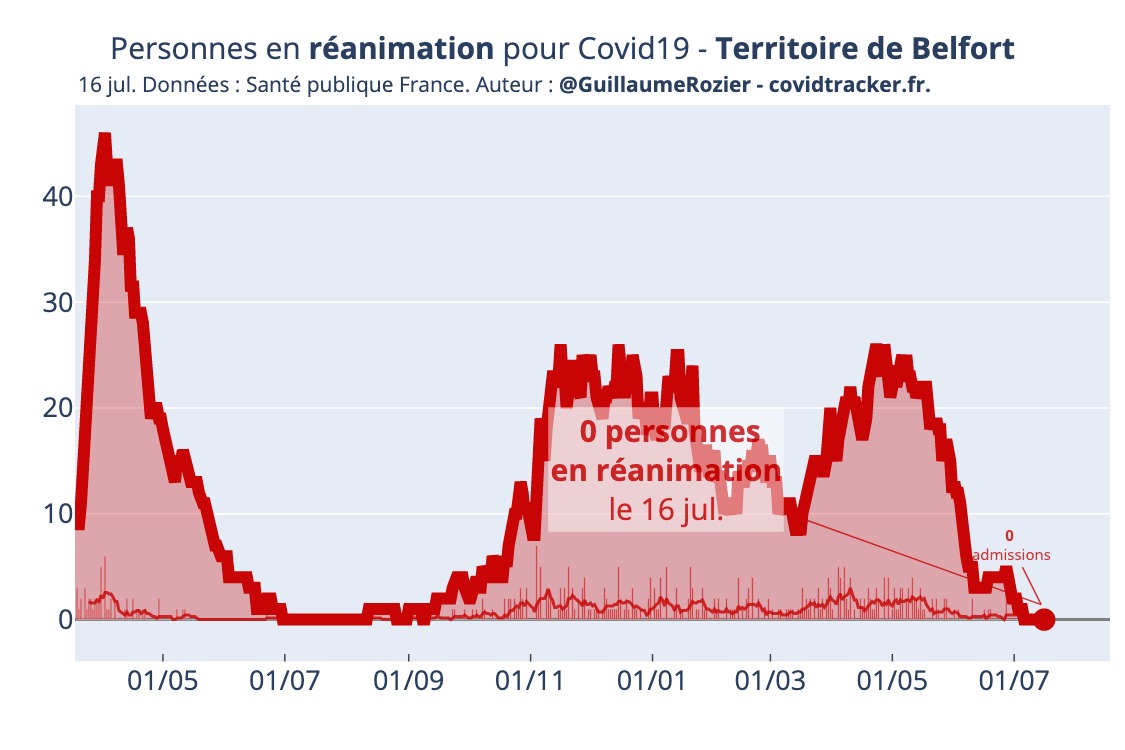 Personnes en réanimation pour Covid19 - Territoire de Belfort
16 jul. Données : Santé publique France. Auteur : @GuillaumeRozier - covidtracker.fr.
40
30
20
10
0
0 personnes
en réanimation
le 16 jul.
0
admissions
01/05 01/07 01/09 01/11 01/01 01/03 01/05 01/07